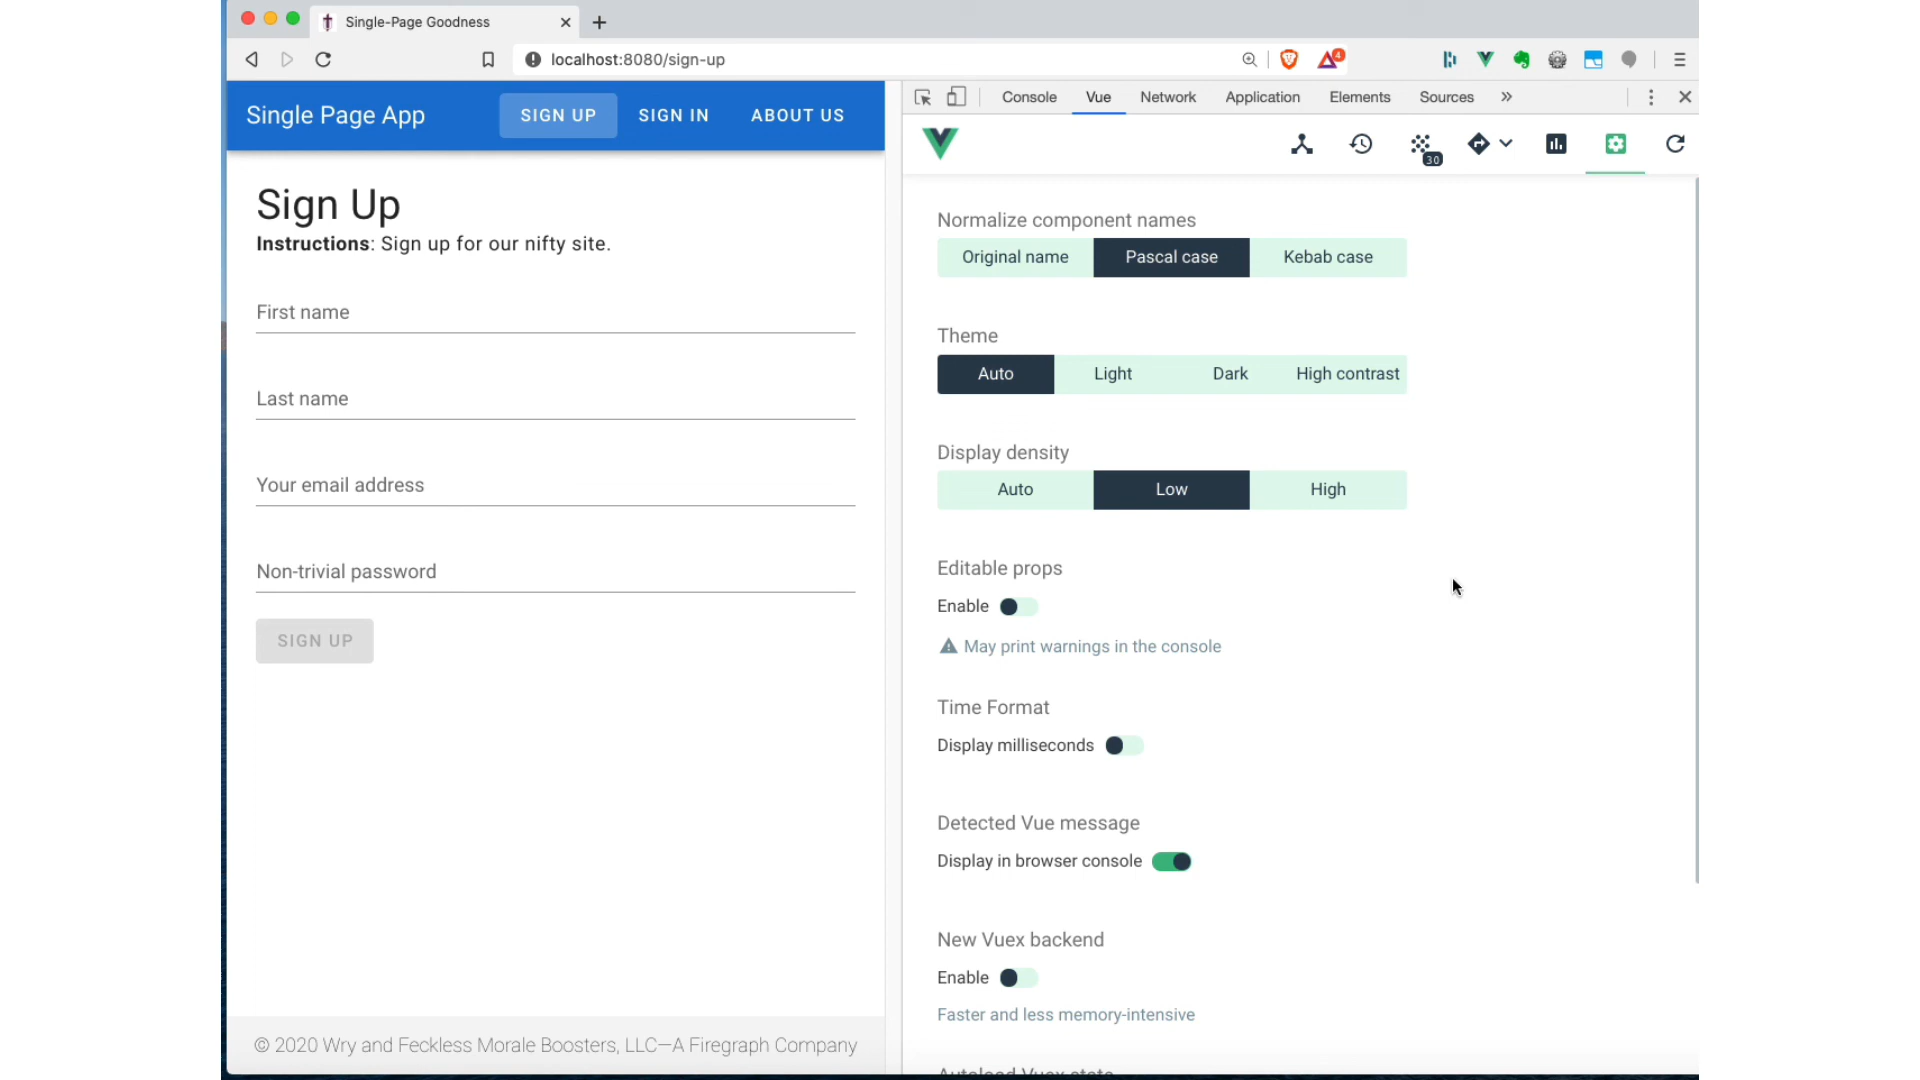 Single-Page Goodness
localhost:8080/sign-up
4
Single Page App
SIGN UP
SIGN IN
ABOUT US
Sign Up
Instructions: Sign up for our nifty site.
First name
Last name
Your email address
Non-trivial password
SIGN UP
© 2020 Wry and Feckless Morale Boosters, LLC—A Firegraph Company
Console
Vue
Network
Application
Elements
Sources
30
Normalize component names
Original name
Pascal case
Kebab case
Theme
Auto
Light
Dark
High contrast
Display density
Auto
Low
High
Editable props
Enable
May print warnings in the console
Time Format
Display milliseconds
Detected Vue message
Display in browser console
New Vuex backend
Enable
Faster and less memory-intensive
Autoload Vuex state